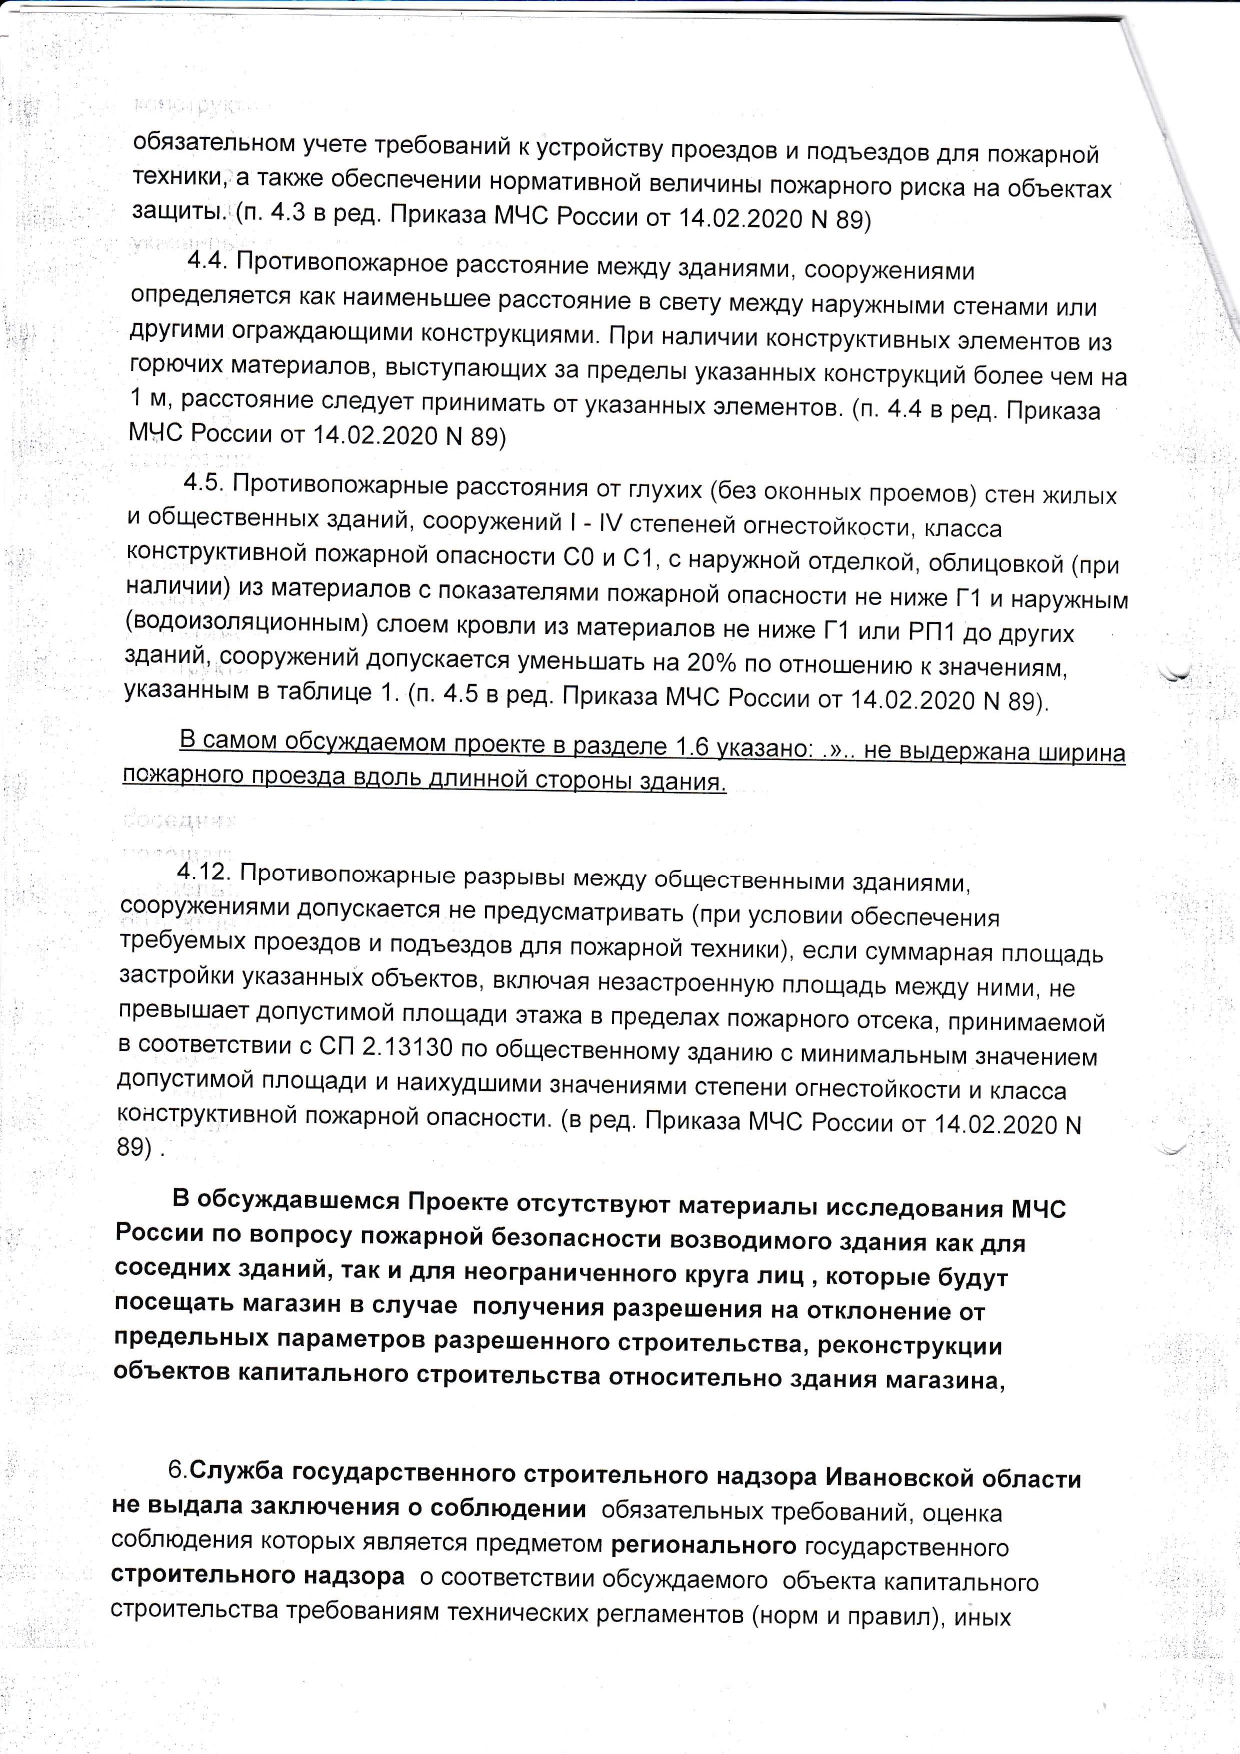 обязательном учете требований к устройству проездов и подъездов для пожарной
техники, а также обеспечении нормативной величины пожарного риска на объектах
защиты. (п. 4.3 в ред. Приказа МЧС России от 14.02.2020 N 89)
4.4. Противопожарное расстояние между зданиями, сооружениями
определяется как наименьшее расстояние в свету между наружными стенами или
другими ограждающими конструкциями. При наличии конструктивных элементов из
горючих материалов, выступающих за пределы указанных конструкций более чем на
1 м, расстояние следует принимать от указанных элементов. (п. 4.4 в ред. Приказа
МЧС России от 14.02.2020 N 89)
4.5. Противопожарные расстояния от глухих (без оконных проемов) стен жилых
и общественных зданий, сооружений I - IV степеней огнестойкости, класса
конструктивной пожарной опасности С0 и С1, с наружной отделкой, облицовкой (при
наличии) из материалов с показателями пожарной опасности не ниже Г1 и наружным
(водоизоляционным) слоем кровли из материалов не ниже Г1 или РП1 до других
зданий, сооружений допускается уменьшать на 20% по отношению к значениям,
указанным в таблице 1. (п. 4.5 в ред. Приказа МЧС России от 14.02.2020 N 89).
В самом обсуждаемом проекте в разделе 1.6 указано: .».. не выдержана ширина
пожарного проезда вдоль длинной стороны здания.
4.12. Противопожарные разрывы между общественными зданиями,
сооружениями допускается не предусматривать (при условии обеспечения
требуемых проездов и подъездов для пожарной техники), если суммарная площадь
застройки указанных объектов, включая незастроенную площадь между ними, не
превышает допустимой площади этажа в пределах пожарного отсека, принимаемой
в соответствии с СП 2.13130 по общественному зданию с минимальным значением
допустимой площади и наихудшими значениями степени огнестойкости и класса
конструктивной пожарной опасности. (в ред. Приказа МЧС России от 14.02.2020 N
89) .
В обсуждавшемся Проекте отсутствуют материалы исследования МЧС
России по вопросу пожарной безопасности возводимого здания как для
соседних зданий, так и для неограниченного круга лиц , которые будут
посещать магазин в случае получения разрешения на отклонение от
предельных параметров разрешенного строительства, реконструкции
объектов капитального строительства относительно здания магазина,
6.Служба государственного строительного надзора Ивановской области
не выдала заключения о соблюдении обязательных требований, оценка
соблюдения которых является предметом регионального государственного
строительного надзора о соответствии обсуждаемого объекта капитального
строительства требованиям технических регламентов (норм и правил), иных